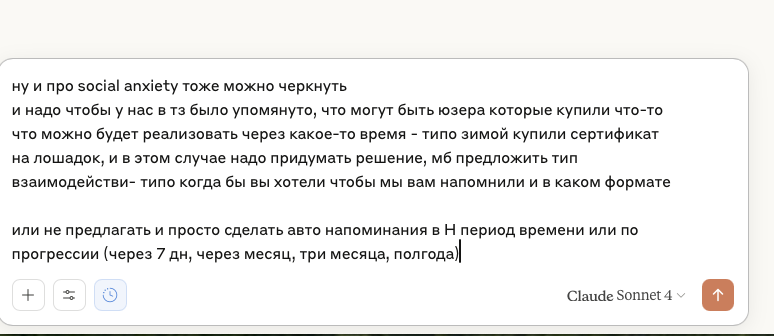 ну и про social anxiety тоже можно черкнуть
и надо чтобы у нас в тз было упомянуто, что могут быть юзера которые купили что-то
что можно будет реализовать через какое-то время - типо зимой купили сертификат
на лошадок, и в этом случае надо придумать решение, мб предложить тип
взаимодействи- типо когда бы вы хотели чтобы мы вам напомнили и в каком формате
или не предлагать и просто сделать авто напоминания в Н период времени или по
прогрессии (через 7 дн, через месяц, три месяца, полгода)
Claude Sonnet 4